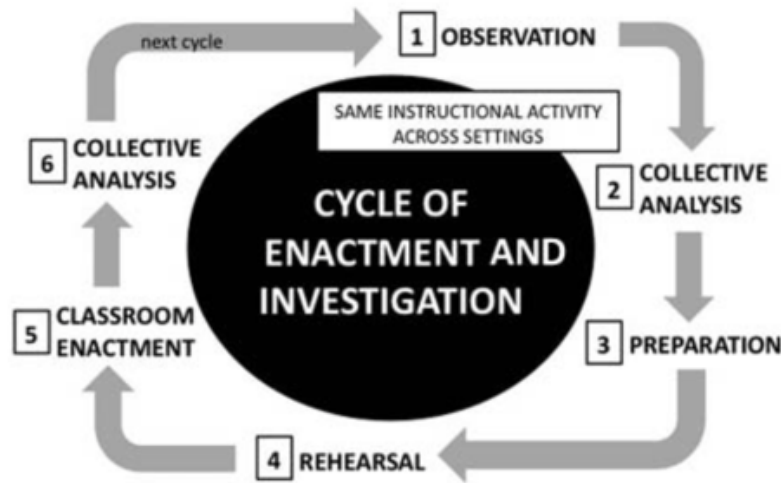 next cycle
1 OBSERVATION
SAME INSTRUCTIONAL ACTIVITY
ACROSS SETTINGS
2 COLLECTIVE
ANALYSIS
3 PREPARATION
4 REHEARSAL
5 CLASSROOM
ENACTMENT
6 COLLECTIVE
ANALYSIS
CYCLE OF
ENACTMENT AND
INVESTIGATION